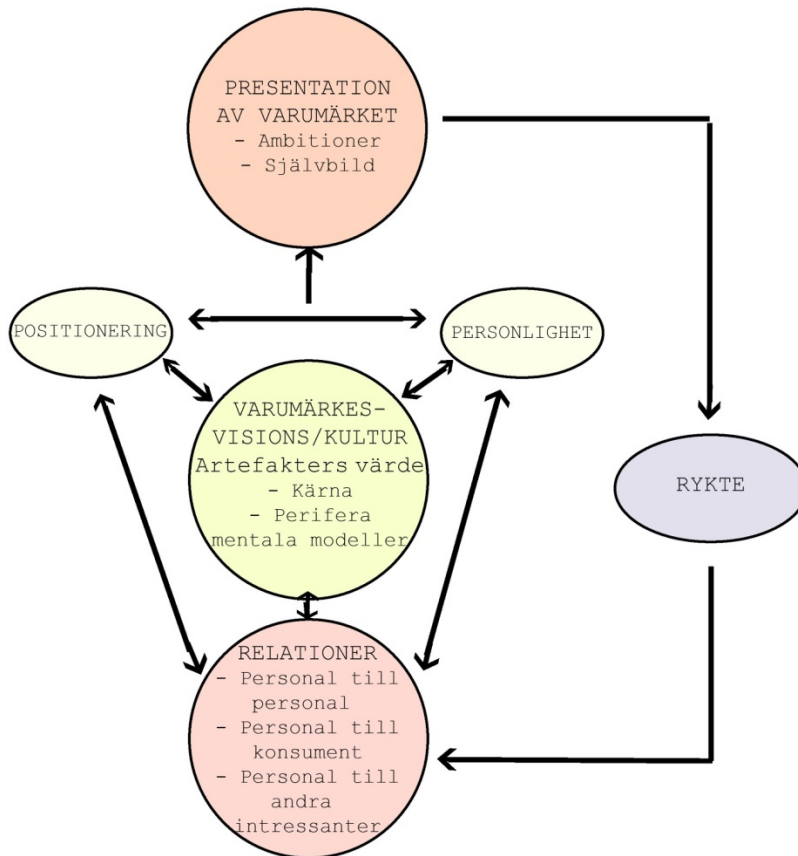 PRESENTATION
AV VARUMÄRKET
- Ambitioner
- Självbild
POSITIONERING
PERSONLIGHET
VARUMÄRKES-
VISIONS/KULTUR
Artefakters värde
- Kärna
- Perifera
mentala modeller
RYKTE
RELATIONER
- Personal till
personal
- Personal till
konsument
- Personal till
andra
intressanter